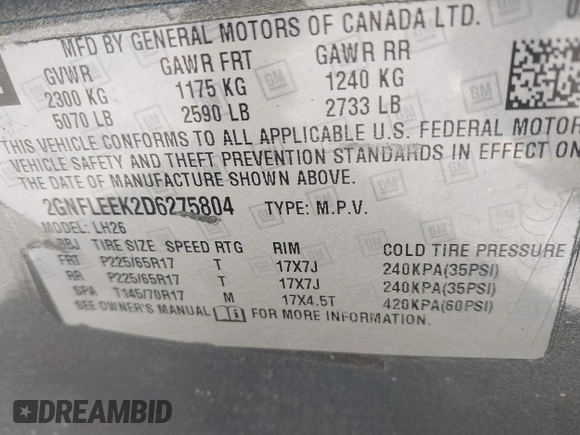 MFD BY GENERAL MOTORS OF CANADA LTD.
GVWR GAWR FRT GAWR RR
2300 KG 1175 KG 1240 KG
5070 LB 2590 LB 2733 LB
THIS VEHICLE CONFORMS TO ALL APPLICABLE U.S. FEDERAL MOTOR
VEHICLE SAFETY AND THEFT PREVENTION STANDARDS IN EFFECT ON
THE DATE OF MANUFACTURE SHOWN ABOVE.
2GNFLEEK2D6275804 TYPE: M.P.V.
MODEL: LH26
TIRE SIZE SPEED RTG RIM COLD TIRE PRESSURE
FRT P225/65R17 T 17X7J 240KPA(35PSI)
RR P225/65R17 T 17X7J 240KPA(35PSI)
SPA T145/70R17 M 17X4.5T 420KPA(60PSI)
SEE OWNER'S MANUAL FOR MORE INFORMATION.
GM
DREAMBID